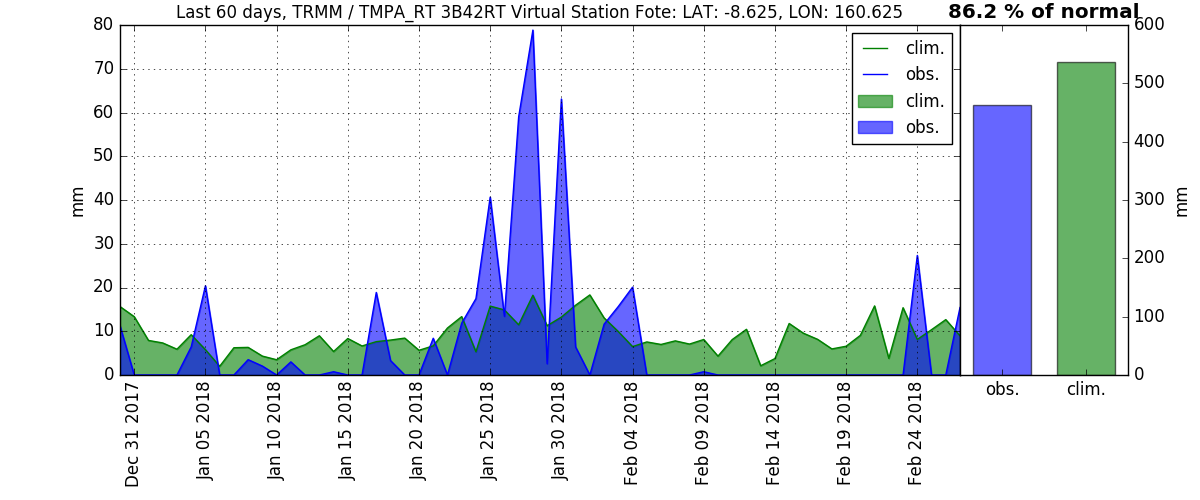 Last 60 days, TRMM / TMPA_RT 3B42RT Virtual Station Fote: LAT: -8.625, LON: 160.625
86.2 % of normal
80
70
60
50
40
30
20
10
0
mm
clim.
obs.
clim.
obs.
600
500
400
300
200
100
0
mm
Dec 31 2017
Jan 05 2018
Jan 10 2018
Jan 15 2018
Jan 20 2018
Jan 25 2018
Jan 30 2018
Feb 04 2018
Feb 09 2018
Feb 14 2018
Feb 19 2018
Feb 24 2018
obs.
clim.